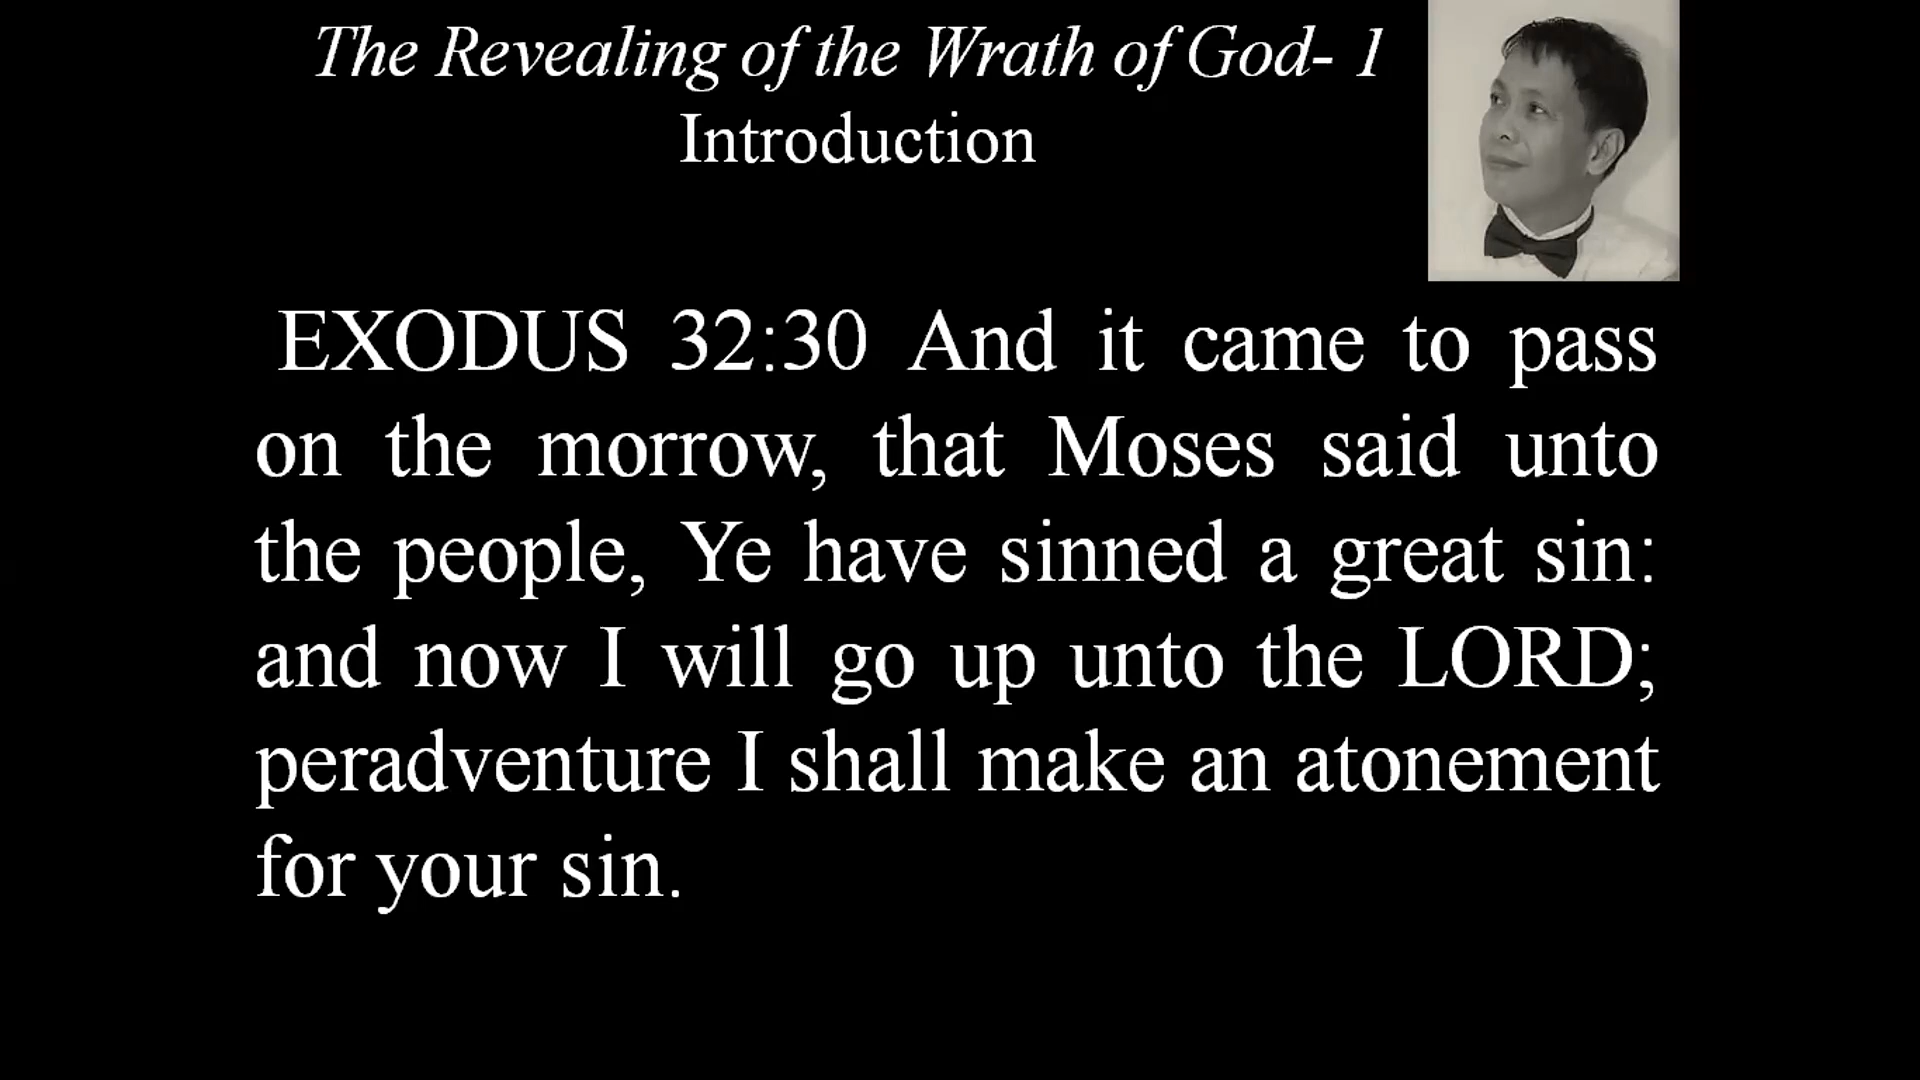 The Revealing of the Wrath of God- 1
Introduction
EXODUS 32:30 And it came to pass
on the morrow, that Moses said unto
the people, Ye have sinned a great sin:
and now I will go up unto the LORD;
peradventure I shall make an atonement
for your sin.